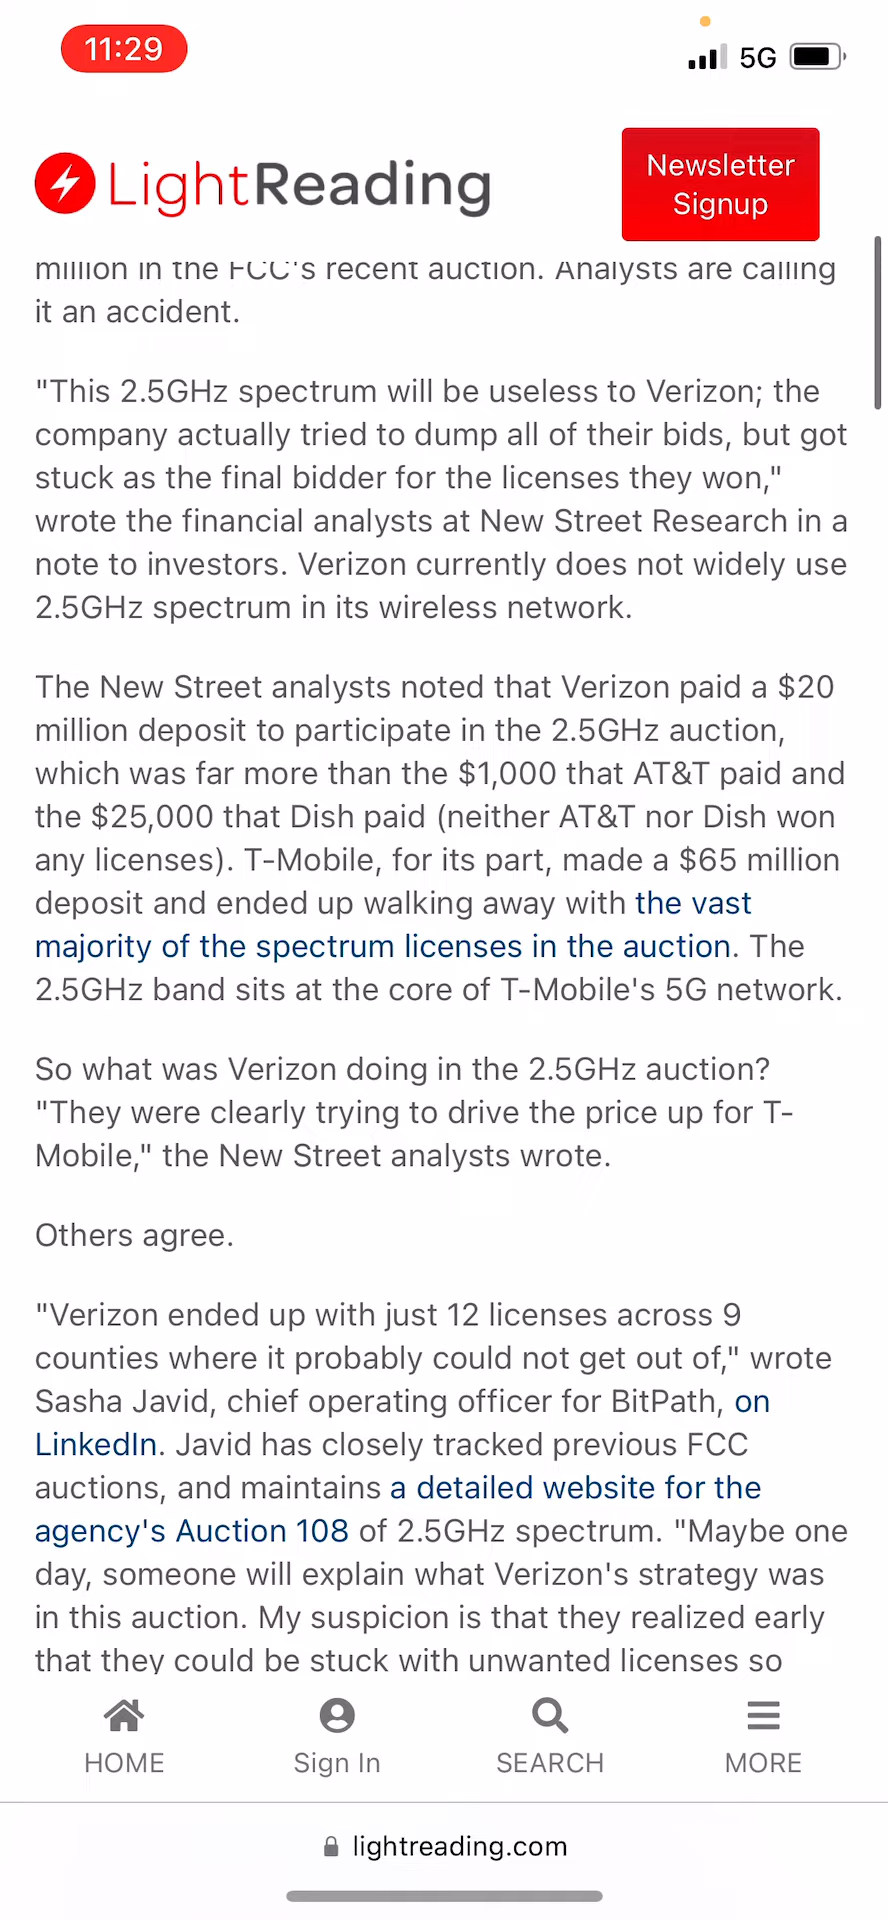 11:29
5G
LightReading
Newsletter
Signup
million in the FCC's recent auction. Analysts are calling
it an accident.
"This 2.5GHz spectrum will be useless to Verizon; the
company actually tried to dump all of their bids, but got
stuck as the final bidder for the licenses they won,"
wrote the financial analysts at New Street Research in a
note to investors. Verizon currently does not widely use
2.5GHz spectrum in its wireless network.
The New Street analysts noted that Verizon paid a $20
million deposit to participate in the 2.5GHz auction,
which was far more than the $1,000 that AT&T paid and
the $25,000 that Dish paid (neither AT&T nor Dish won
any licenses). T-Mobile, for its part, made a $65 million
deposit and ended up walking away with the vast
majority of the spectrum licenses in the auction. The
2.5GHz band sits at the core of T-Mobile's 5G network.
So what was Verizon doing in the 2.5GHz auction?
"They were clearly trying to drive the price up for T-
Mobile," the New Street analysts wrote.
Others agree.
"Verizon ended up with just 12 licenses across 9
counties where it probably could not get out of," wrote
Sasha Javid, chief operating officer for BitPath, on
LinkedIn. Javid has closely tracked previous FCC
auctions, and maintains a detailed website for the
agency's Auction 108 of 2.5GHz spectrum. "Maybe one
day, someone will explain what Verizon's strategy was
in this auction. My suspicion is that they realized early
that they could be stuck with unwanted licenses so
HOME
Sign In
SEARCH
MORE
lightreading.com